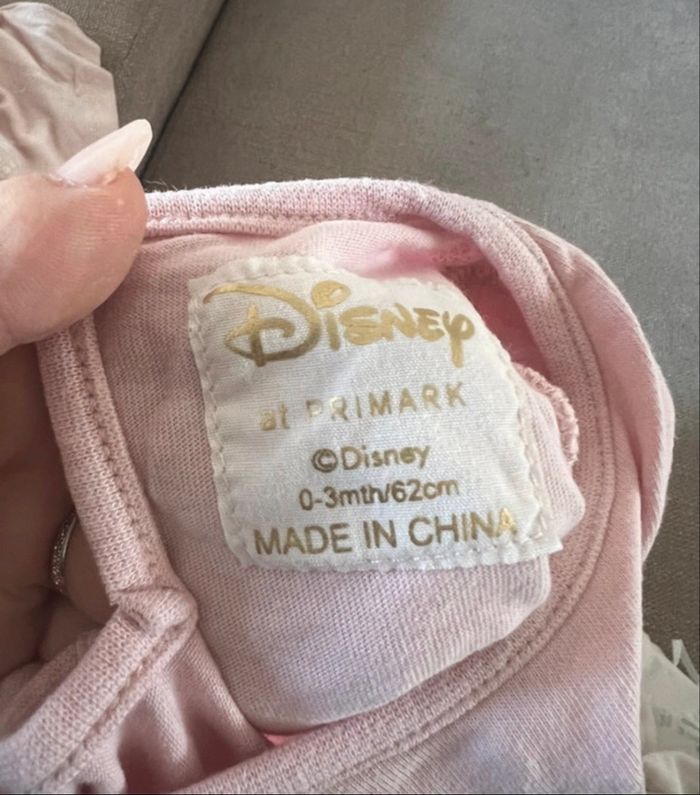 Disney
at PRIMARK
©Disney
0-3mth/62cm
MADE IN CHINA